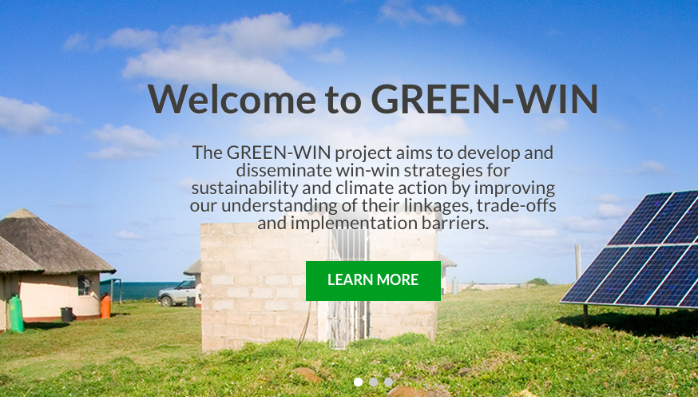 Welcome to GREEN-WIN
The GREEN-WIN project aims to develop and
disseminate win-win strategies for
sustainability and climate action by improving
our understanding of their linkages, trade-offs
and implementation barriers.
LEARN MORE